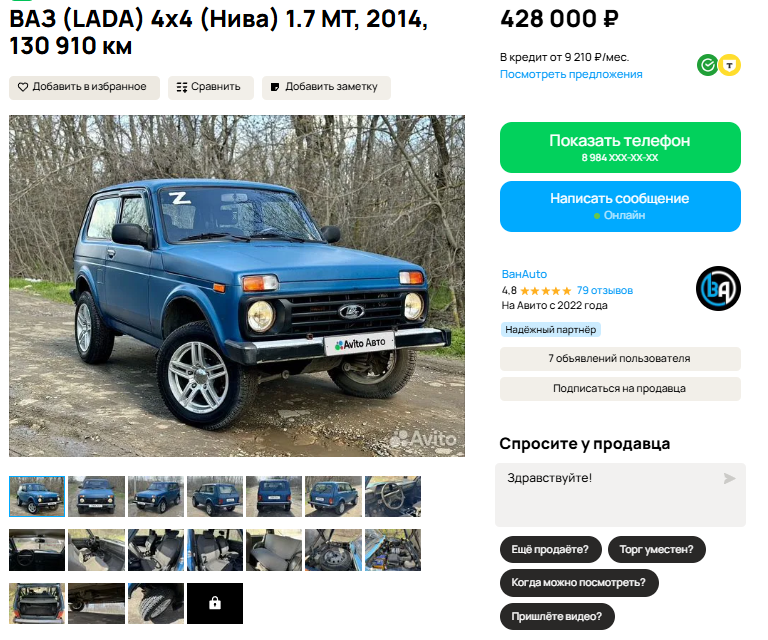 ВАЗ (LADA) 4x4 (Нива) 1.7 МТ, 2014,
130 910 км
Добавить в избранное
Сравнить
Добавить заметку
Z
Avito Авто
Avito
428 000 ₽
В кредит от 9 210 ₽/мес.
Посмотреть предложения
Показать телефон
8 984 XXX-XX-XX
Написать сообщение
Онлайн
ВанAuto
4,8 79 отзывов
На Авито с 2022 года
Надёжный партнёр
7 объявлений пользователя
Подписаться на продавца
Спросите у продавца
Здравствуйте!
Ещё продаёте?
Торг уместен?
Когда можно посмотреть?
Пришлёте видео?